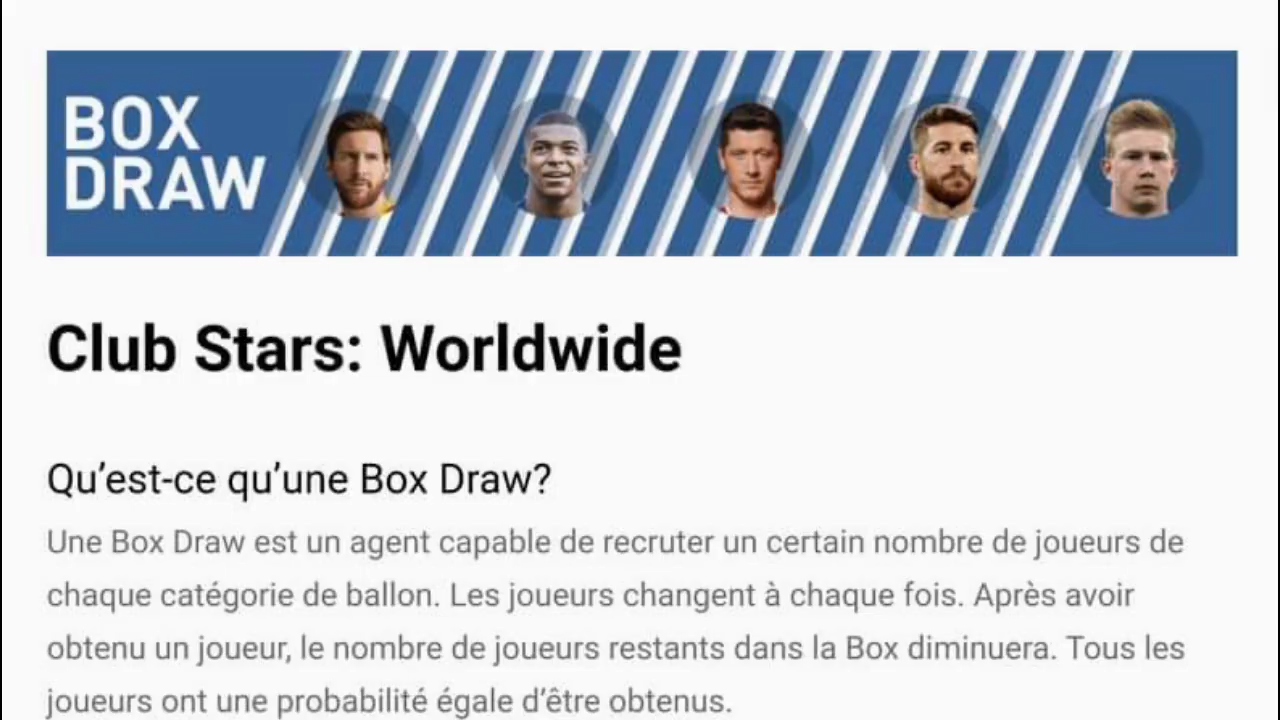 BOX
DRAW
Club Stars: Worldwide
Qu’est-ce qu’une Box Draw?
Une Box Draw est un agent capable de recruter un certain nombre de joueurs de
chaque catégorie de ballon. Les joueurs changent à chaque fois. Après avoir
obtenu un joueur, le nombre de joueurs restants dans la Box diminuera. Tous les
joueurs ont une probabilité égale d’être obtenus.